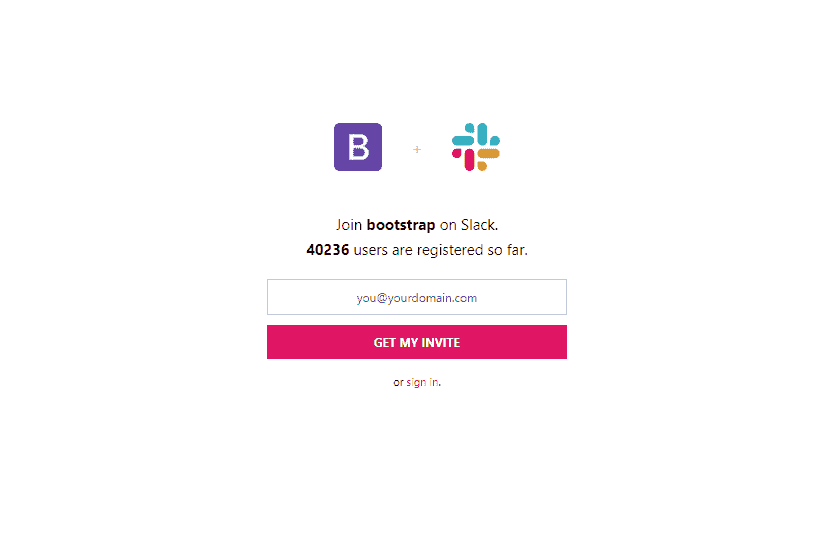 B
+
Join bootstrap on Slack.
40236 users are registered so far.
you@yourdomain.com
GET MY INVITE
or sign in.